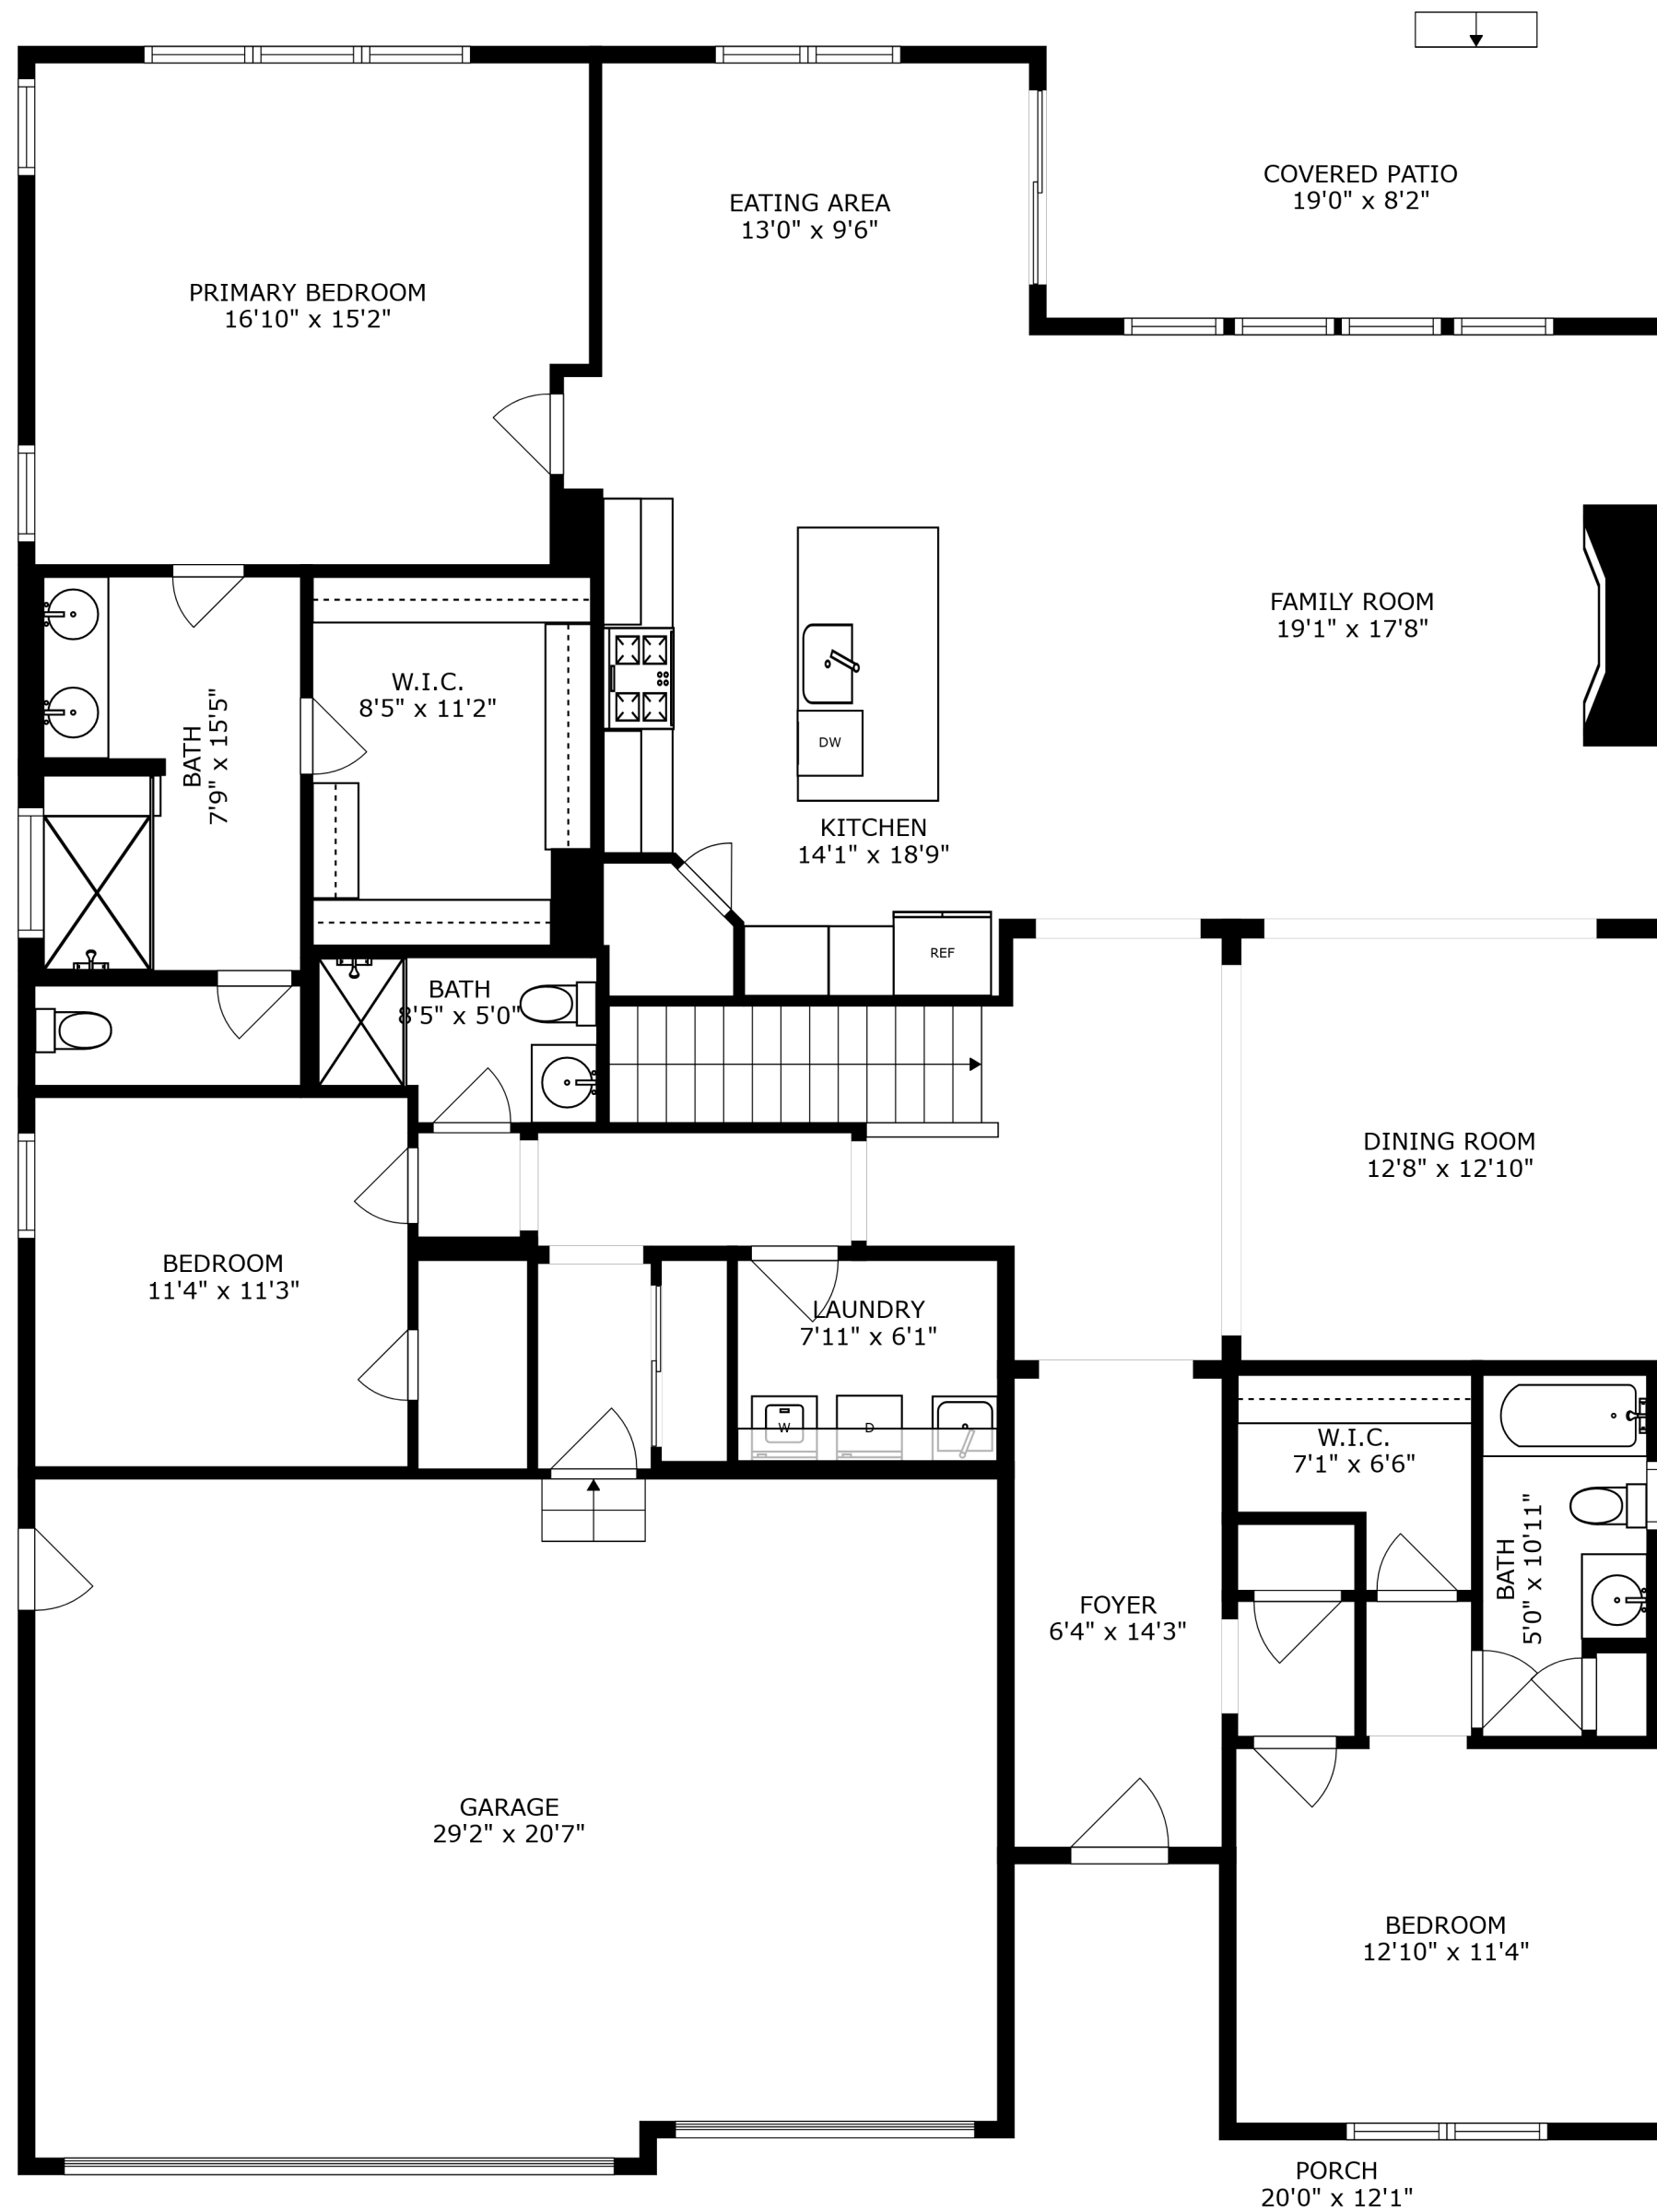 COVERED PATIO
19'0" x 8'2"
EATING AREA
13'0" x 9'6"
PRIMARY BEDROOM
16'10" x 15'2"
FAMILY ROOM
19'1" x 17'8"
W.I.C.
8'5" x 11'2"
BATH
7'9" x 15'5"
DW
KITCHEN
14'1" x 18'9"
REF
BATH
8'5" x 5'0"
DINING ROOM
12'8" x 12'10"
BEDROOM
11'4" x 11'3"
LAUNDRY
7'11" x 6'1"
W
D
W.I.C.
7'1" x 6'6"
BATH
5'0" x 10'11"
FOYER
6'4" x 14'3"
GARAGE
29'2" x 20'7"
BEDROOM
12'10" x 11'4"
PORCH
20'0" x 12'1"